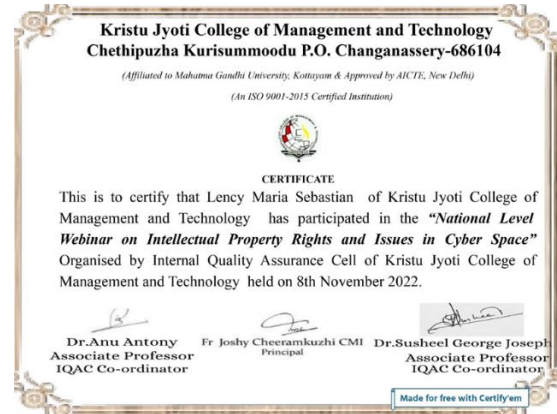 Kristu Jyoti College of Management and Technology
Chethipuzha Kurisummoodu P.O. Changanassery-686104
(Affiliated to Mahatma Gandhi University, Kottayam & Approved by AICTE, New Delhi)
(An ISO 9001-2015 Certified Institution)
CERTIFICATE
This is to certify that Lency Maria Sebastian of Kristu Jyoti College of
Management and Technology has participated in the “National Level
Webinar on Intellectual Property Rights and Issues in Cyber Space”
Organised by Internal Quality Assurance Cell of Kristu Jyoti College of
Management and Technology held on 8th November 2022.
Dr.Anu Antony
Associate Professor
IQAC Co-ordinator
Fr Joshy Cheeramkuzhi CMI
Principal
Dr.Susheel George Joseph
Associate Professor
IQAC Co-ordinator
Made for free with Certify'em